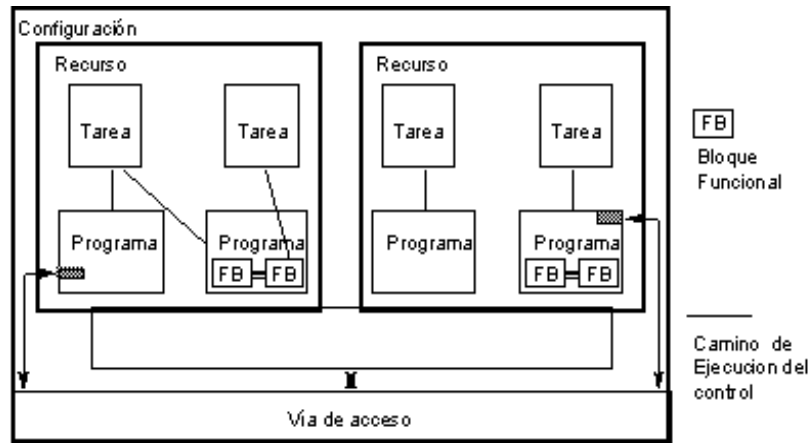 Configuración
Recurso
Recurso
Tarea
Tarea
Tarea
Tarea
Programa
Programa
Programa
Programa
FB
FB
FB
FB
Vía de acceso
FB
Bloque
Funcional
Camino de
Ejecucion del
control